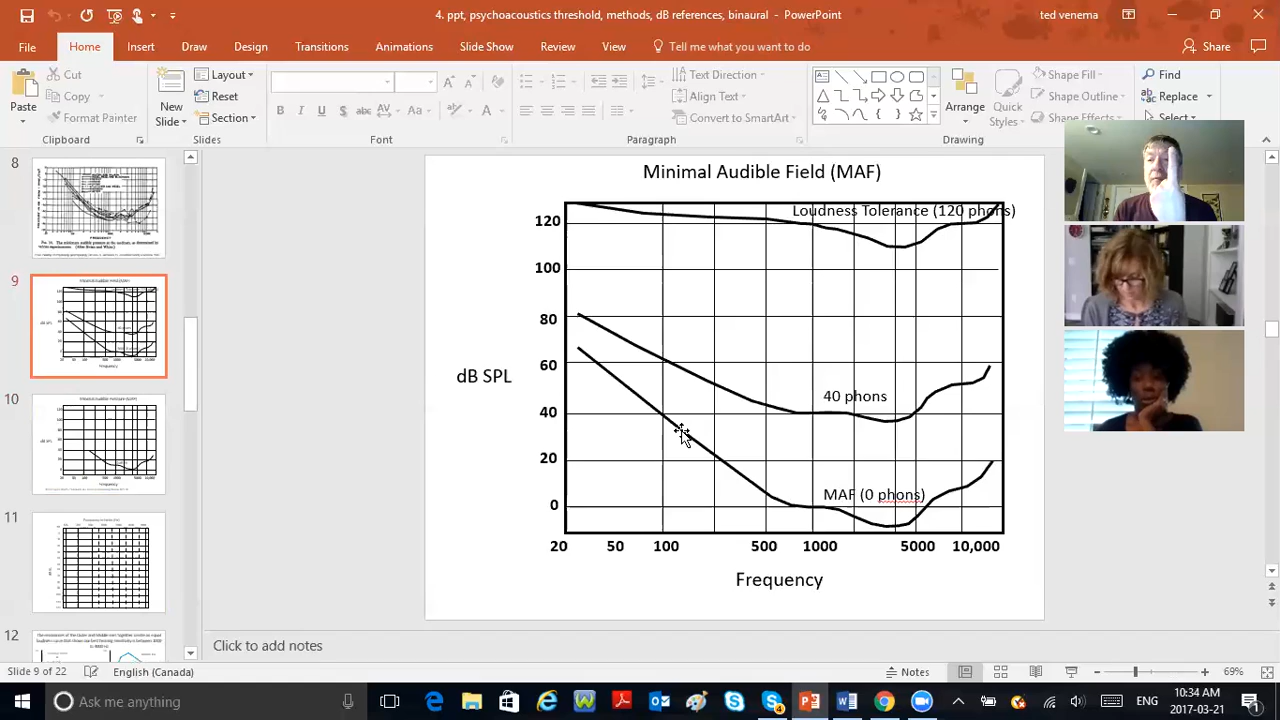 4. ppt, psychoacoustics threshold, methods, dB references, binaural - PowerPoint
ted venema
File Home Insert Draw Design Transitions Animations Slide Show Review View Tell me what you want to do Share
Cut
Copy
Format Painter
Paste
Clipboard
New
Slide
Layout
Reset
Section
Slides
B I U S abc AV Aa A
Font
Text Direction
Align Text
Convert to SmartArt
Paragraph
Arrange
Quick
Styles
Shape Fill
Shape Outline
Shape Effects
Drawing
Find
Replace
Select
8
9
10
11
12
Minimal Audible Field (MAF)
Loudness Tolerance (120 phons)
120
100
80
60
dB SPL
40 phons
40
20
MAF (0 phons)
0
20 50 100 500 1000 5000 10,000
Frequency
Click to add notes
Slide 9 of 22 English (Canada) Notes 69%
Ask me anything
ENG
10:34 AM
2017-03-21